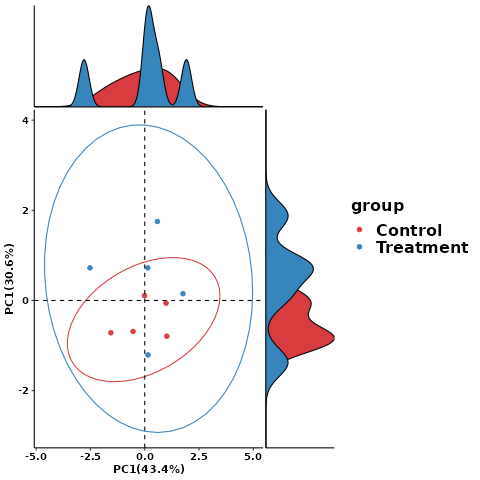 4
2
0
-2
PC1(30.6%)
-5.0 -2.5 0.0 2.5 5.0
PC1(43.4%)
group
Control
Treatment